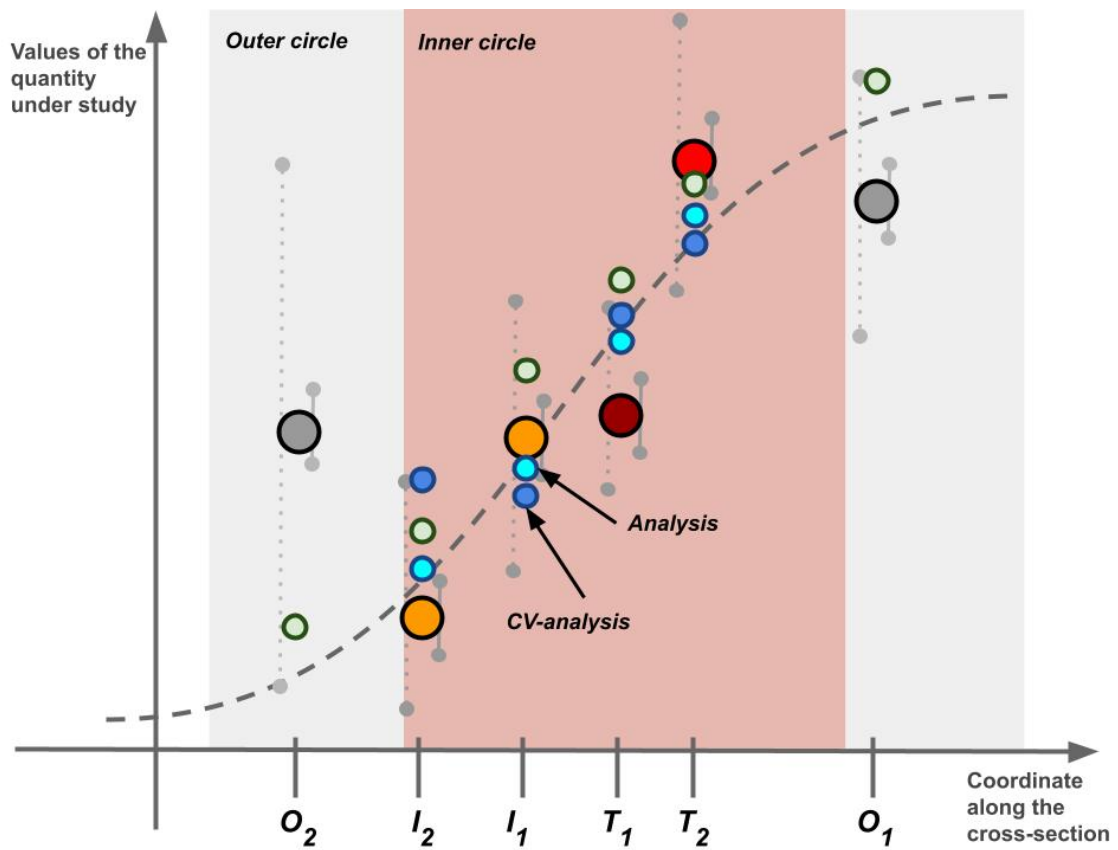 Values of the
quantity
under study
Outer circle
Inner circle
Analysis
CV-analysis
O2
I2
I1
T1
T2
O1
Coordinate
along the
cross-section